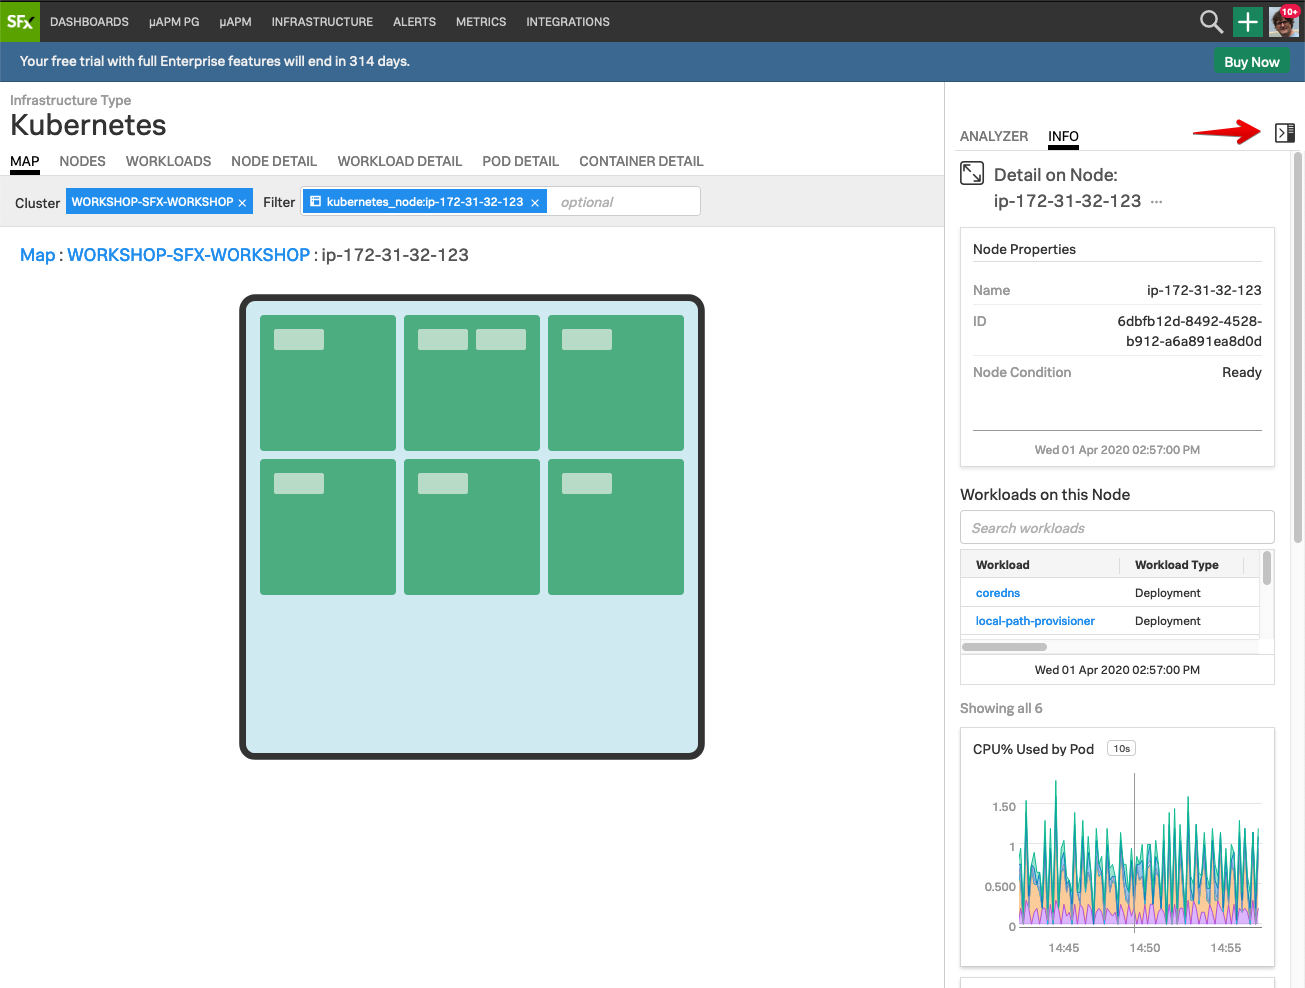 SFx DASHBOARDS µAPM PG µAPM INFRASTRUCTURE ALERTS METRICS INTEGRATIONS 10+
Your free trial with full Enterprise features will end in 314 days. Buy Now
Infrastructure Type
Kubernetes
MAP NODES WORKLOADS NODE DETAIL WORKLOAD DETAIL POD DETAIL CONTAINER DETAIL
Cluster WORKSHOP-SFX-WORKSHOP × Filter kubernetes_node:ip-172-31-32-123 × optional
Map : WORKSHOP-SFX-WORKSHOP : ip-172-31-32-123
ANALYZER INFO
Detail on Node:
ip-172-31-32-123 ···
Node Properties
Name ip-172-31-32-123
ID 6dbfb12d-8492-4528-
b912-a6a891ea8d0d
Node Condition Ready
Wed 01 Apr 2020 02:57:00 PM
Workloads on this Node
Search workloads
Workload Workload Type
coredns Deployment
local-path-provisioner Deployment
Wed 01 Apr 2020 02:57:00 PM
Showing all 6
CPU% Used by Pod 10s
1.50
1
0.500
0
14:45 14:50 14:55